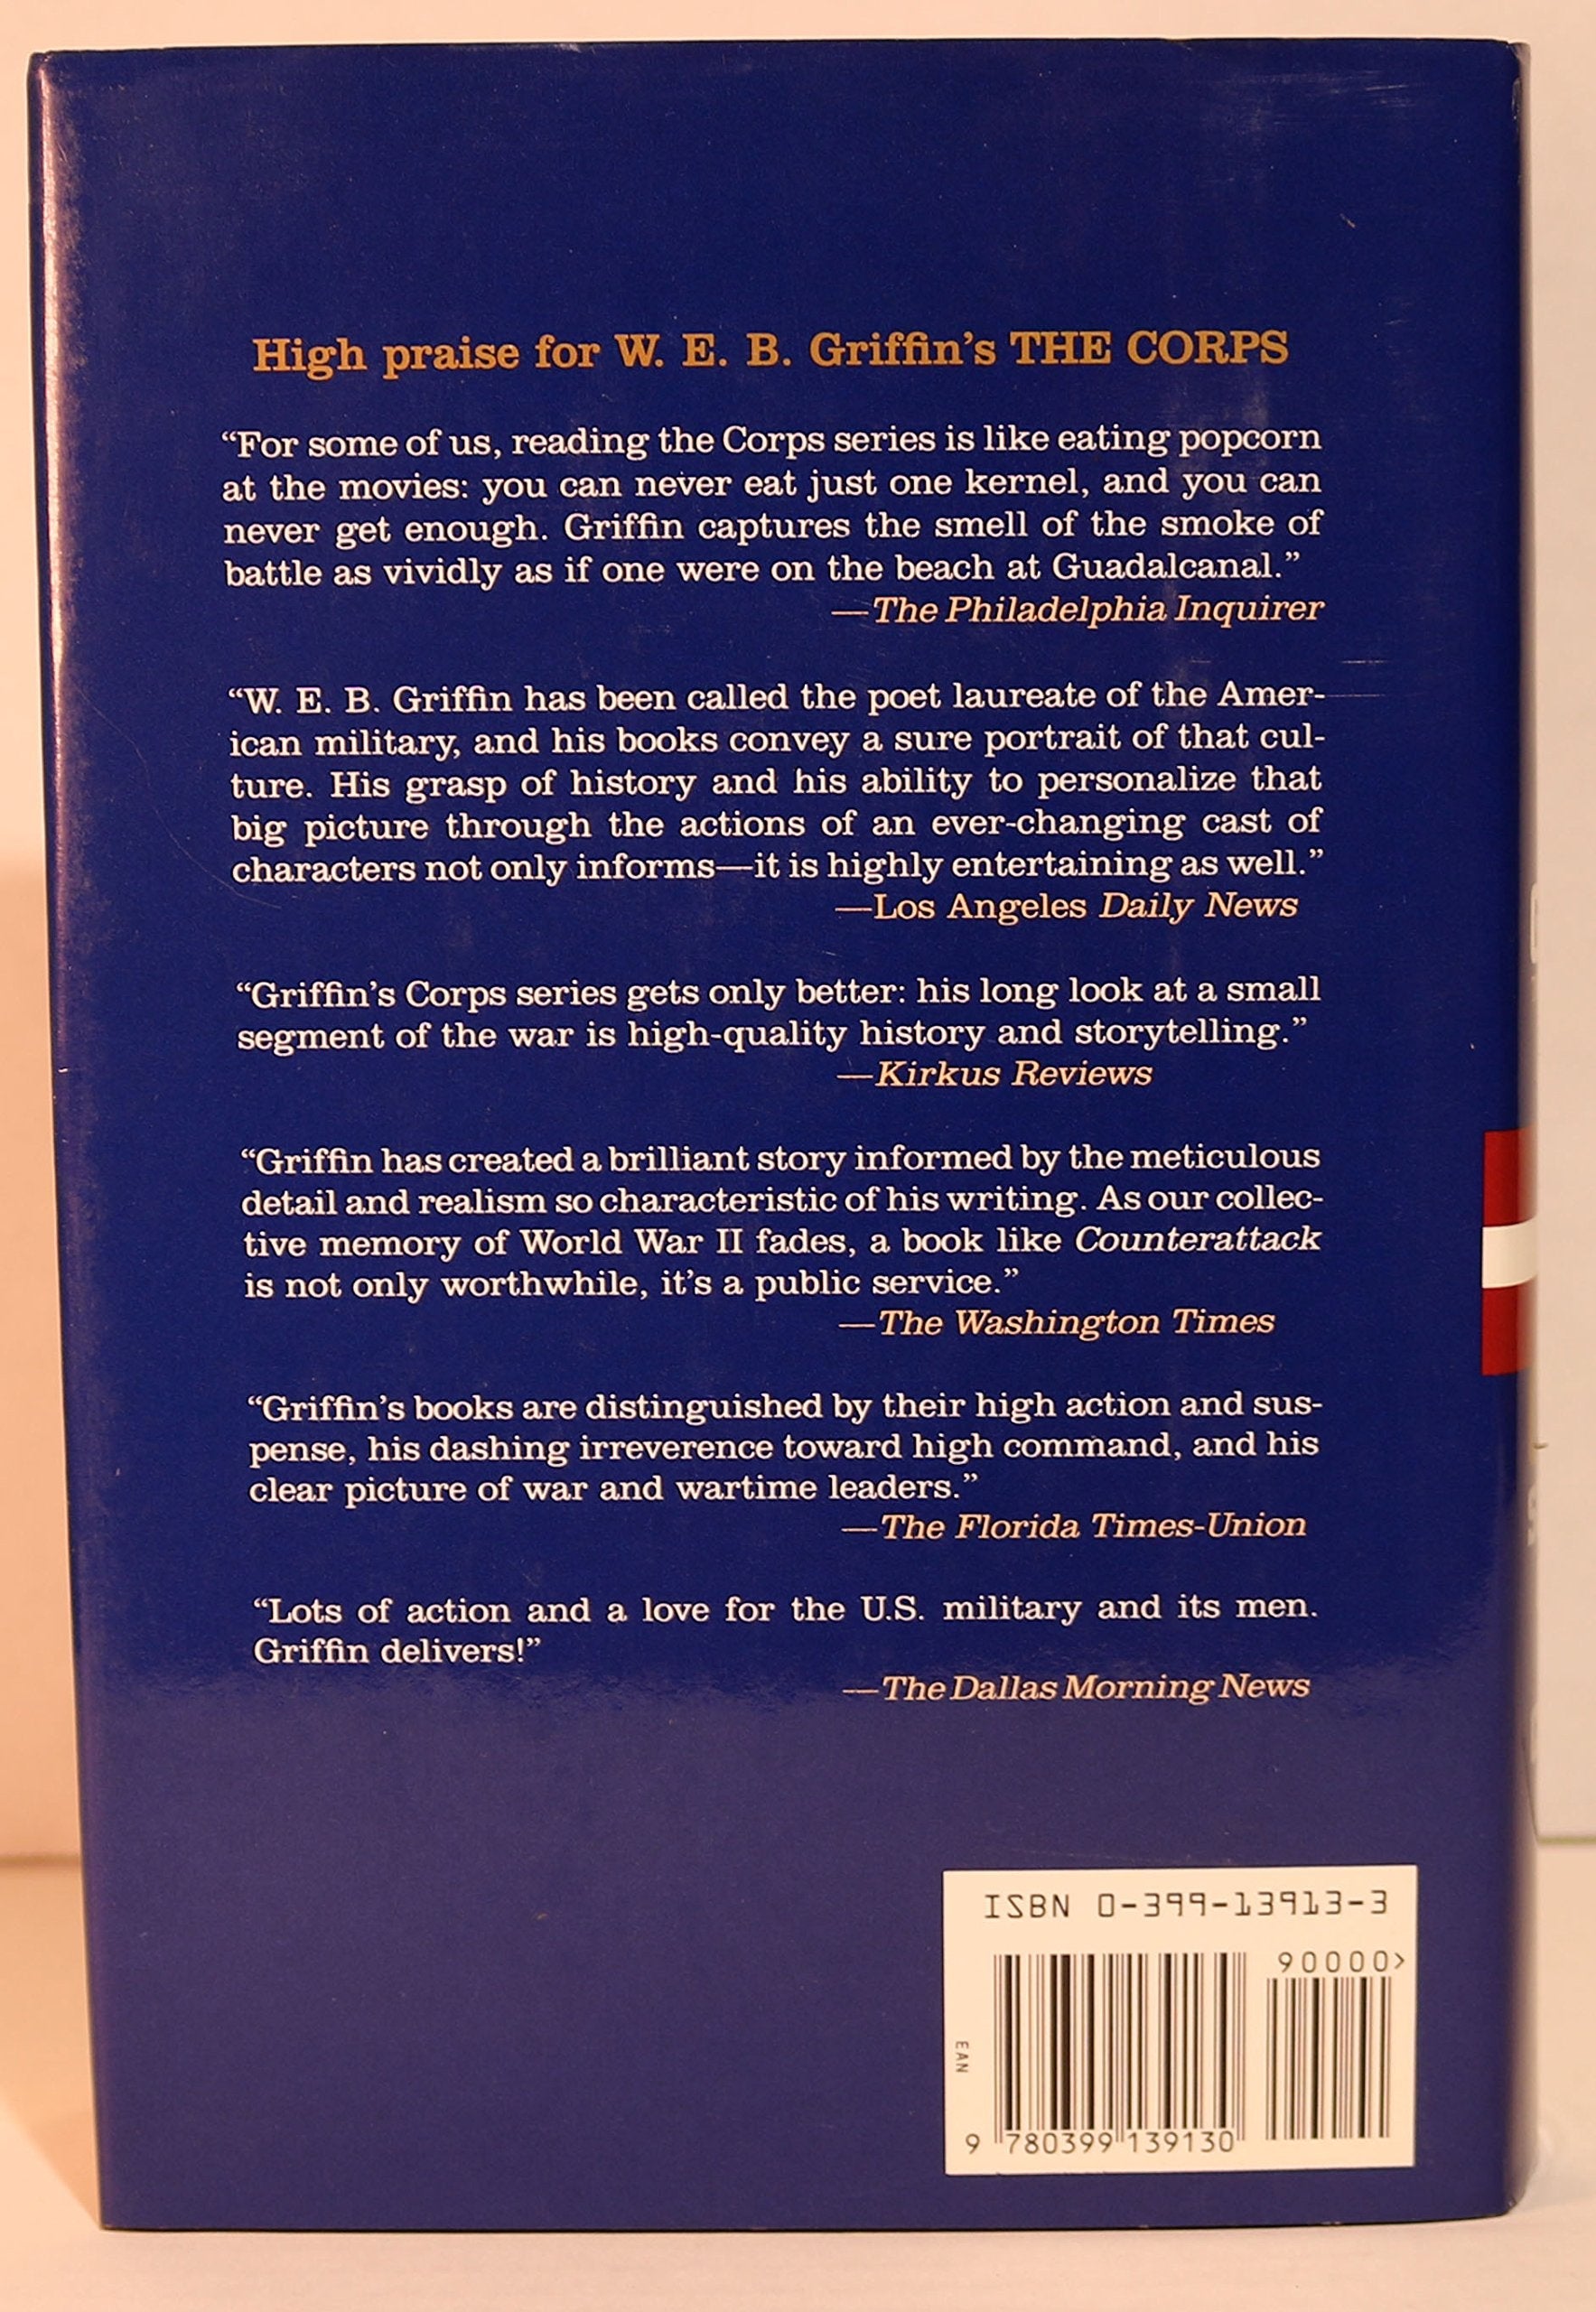 High praise for W. E. B. Griffin's THE CORPS
“For some of us, reading the Corps series is like eating popcorn
at the movies: you can never eat just one kernel, and you can
never get enough. Griffin captures the smell of the smoke of
battle as vividly as if one were on the beach at Guadalcanal.”
—The Philadelphia Inquirer
“W. E. B. Griffin has been called the poet laureate of the Amer-
ican military, and his books convey a sure portrait of that cul-
ture. His grasp of history and his ability to personalize that
big picture through the actions of an ever-changing cast of
characters not only informs—it is highly entertaining as well.”
—Los Angeles Daily News
“Griffin’s Corps series gets only better: his long look at a small
segment of the war is high-quality history and storytelling.”
—Kirkus Reviews
“Griffin has created a brilliant story informed by the meticulous
detail and realism so characteristic of his writing. As our collec-
tive memory of World War II fades, a book like Counterattack
is not only worthwhile, it’s a public service.”
—The Washington Times
“Griffin’s books are distinguished by their high action and sus-
pense, his dashing irreverence toward high command, and his
clear picture of war and wartime leaders.”
—The Florida Times-Union
“Lots of action and a love for the U.S. military and its men.
Griffin delivers!”
—The Dallas Morning News
ISBN 0-399-13913-3
90000>
EAN
9 780399 139130